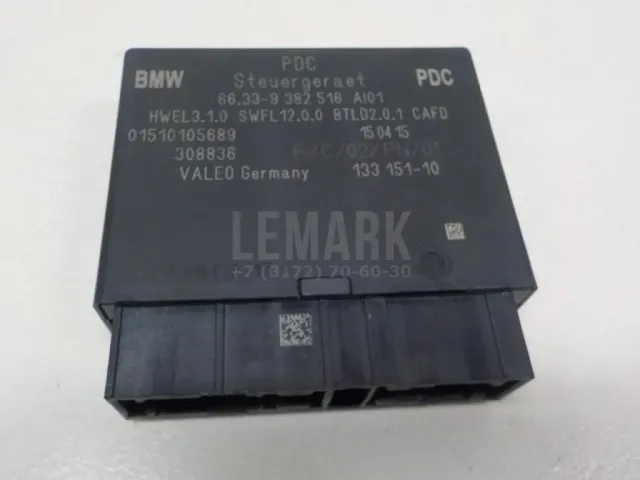 PDC
BMW Steuergeraet PDC
66.33-9 382 516 AI01
HWEL3.1.0 SWFL12.0.0 BTLD2.0.1 CAFD
01510105689 15 04 15
308836
VALEO Germany 133 151-10
LEMARK
+7 (8172) 70-60-30